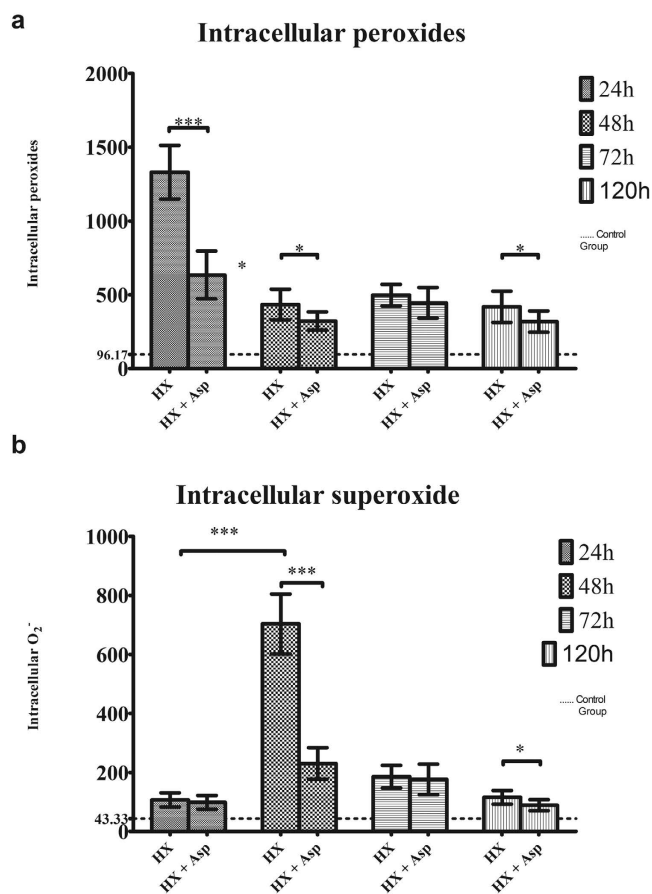 a
Intracellular peroxides
2000
1500
1000
500
96.17
0
Intracellular peroxides
***
*
*
*
24h
48h
72h
120h
...... Control
Group
HX
HX + Asp
HX
HX + Asp
HX
HX + Asp
HX
HX + Asp
b
Intracellular superoxide
1000
800
600
400
200
43.33
0
Intracellular O₂⁻
***
***
*
24h
48h
72h
120h
...... Control
Group
HX
HX + Asp
HX
HX + Asp
HX
HX + Asp
HX
HX + Asp